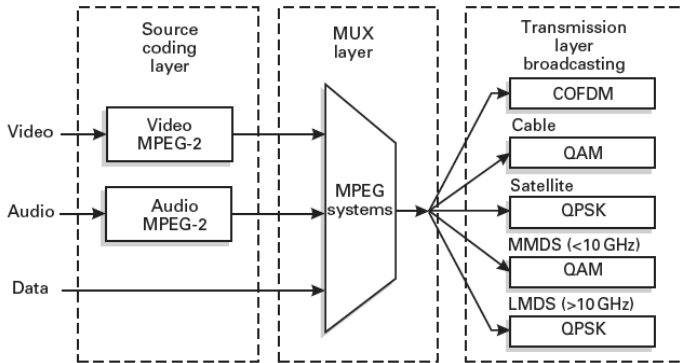 Source
coding
layer
MUX
layer
Transmission
layer
broadcasting
Video
Video
MPEG-2
Audio
Audio
MPEG-2
Data
MPEG
systems
COFDM
Cable
QAM
Satellite
QPSK
MMDS (<10 GHz)
QAM
LMDS (>10 GHz)
QPSK